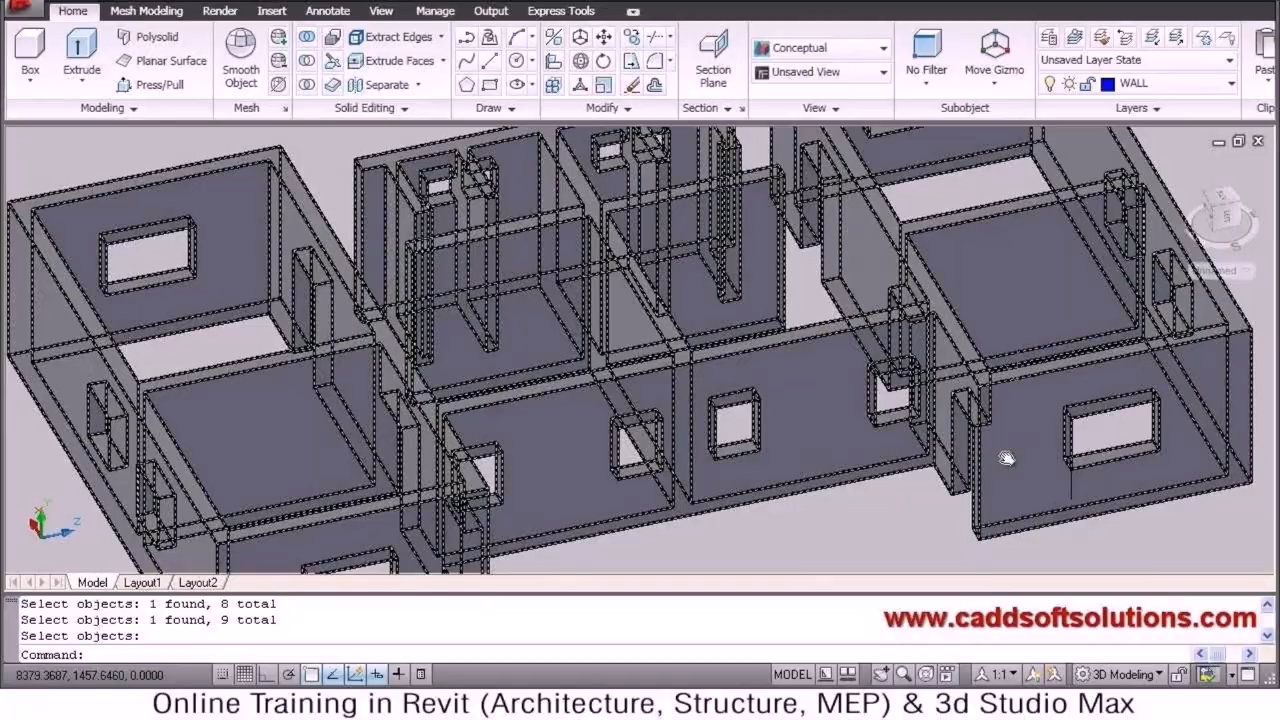 Home Mesh Modeling Render Insert Annotate View Manage Output Express Tools
Box
Extrude
Polysolid
Planar Surface
Press/Pull
Modeling
Smooth
Object
Mesh
Extract Edges
Extrude Faces
Separate
Solid Editing
Draw
Modify
Section
Plane
Section
Conceptual
Unsaved View
View
No Filter
Move Gizmo
Subobject
Unsaved Layer State
WALL
Layers
Past
Clip
Unnamed
Model Layout1 Layout2
Select objects: 1 found, 8 total
Select objects: 1 found, 9 total
Select objects:
Command:
www.caddsoftsolutions.com
8379.3687, 1457.6460, 0.0000
MODEL
1:1
3D Modeling
Online Training in Revit (Architecture, Structure, MEP) & 3d Studio Max